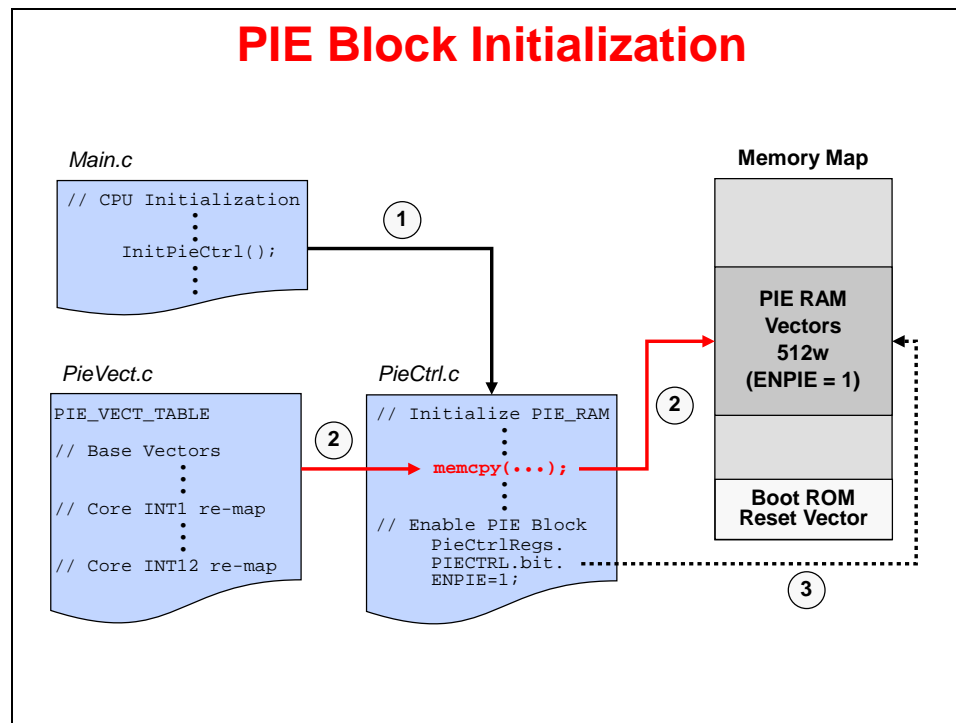 PIE Block Initialization
Main.c
// CPU Initialization
InitPieCtrl();
1
Memory Map
PIE RAM
Vectors
512w
(ENPIE = 1)
Boot ROM
Reset Vector
PieVect.c
PIE_VECT_TABLE
// Base Vectors
// Core INT1 re-map
// Core INT12 re-map
2
PieCtrl.c
// Initialize PIE_RAM
memcpy(•••);
// Enable PIE Block
PieCtrlRegs.
PIECTRL.bit.
ENPIE=1;
2
3